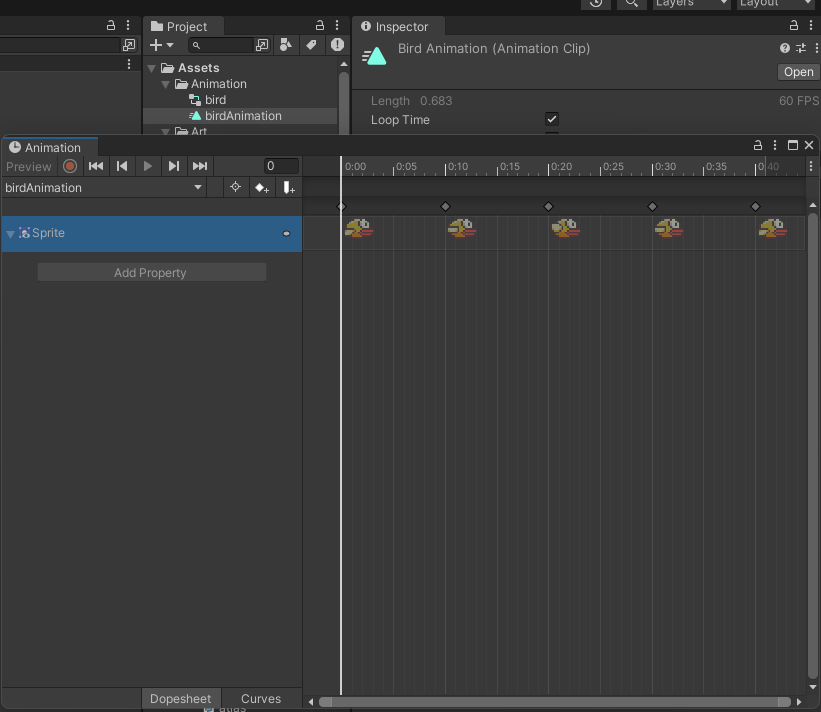 Layers
Layout
Project
Inspector
Bird Animation (Animation Clip)
Open
Assets
Animation
bird
birdAnimation
Art
Length 0.683
60 FPS
Loop Time
Animation
Preview
0
0:00 0:05 0:10 0:15 0:20 0:25 0:30 0:35 0:40
birdAnimation
Sprite
Add Property
Dopesheet
Curves
atlas